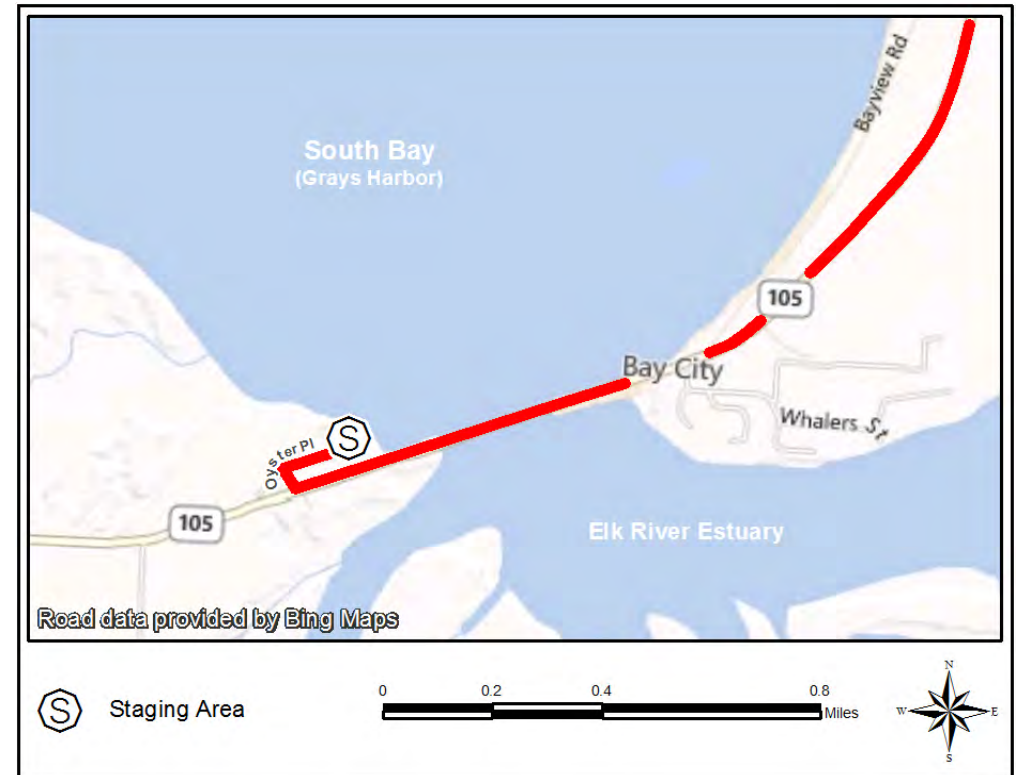 Bayview Rd
South Bay
(Grays Harbor)
105
Bay City
Whalers St
Oyster Pl
S
105
Elk River Estuary
Road data provided by Bing Maps
S Staging Area
0 0.2 0.4 0.8
Miles
N
W E
S